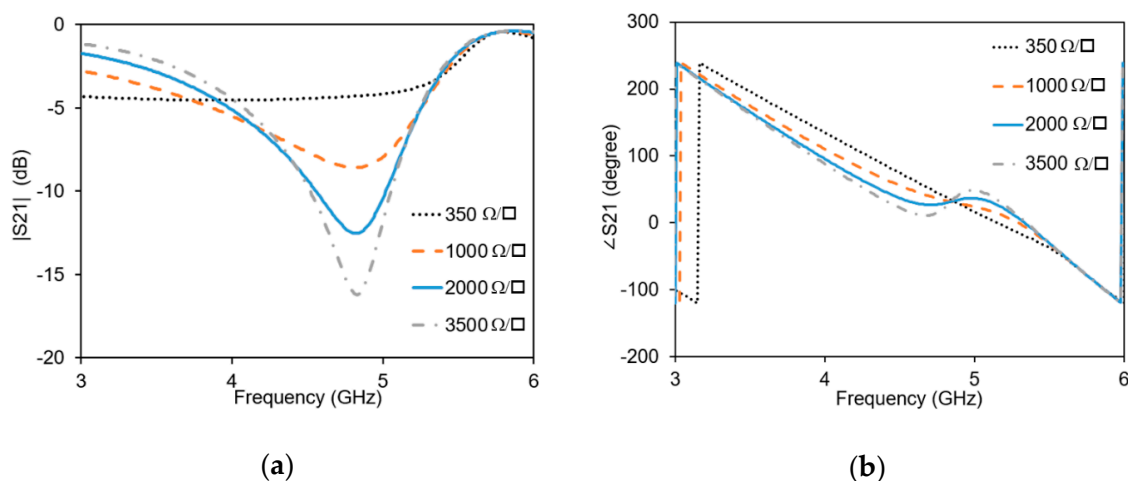 0
-5
-10
-15
-20
|S21| (dB)
350 Ω/□
1000 Ω/□
2000 Ω/□
3500 Ω/□
3 4 5 6
Frequency (GHz)
(a)
300
200
100
0
-100
-200
∠S21 (degree)
350 Ω/□
1000 Ω/□
2000 Ω/□
3500 Ω/□
3 4 5 6
Frequency (GHz)
(b)